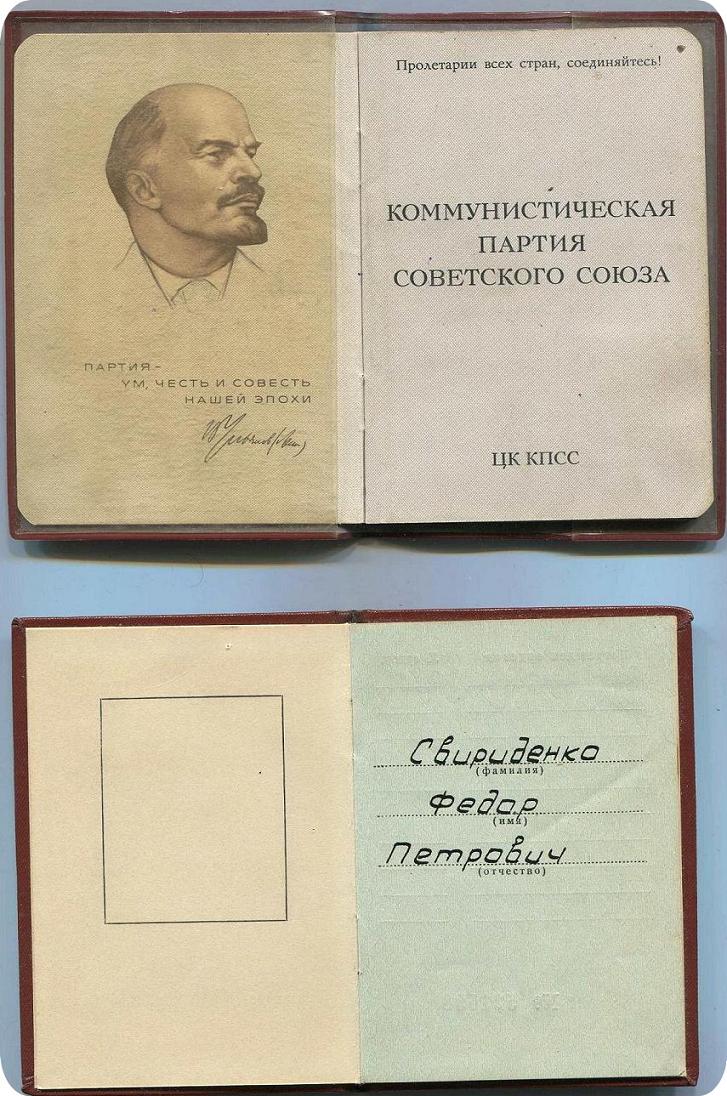 Пролетарии всех стран, соединяйтесь!
КОММУНИСТИЧЕСКАЯ
ПАРТИЯ
СОВЕТСКОГО СОЮЗА
ЦК КПСС
ПАРТИЯ–
УМ, ЧЕСТЬ И СОВЕСТЬ
НАШЕЙ ЭПОХИ
Свириденко
(фамилия)
Федор
(имя)
Петрович
(отчество)